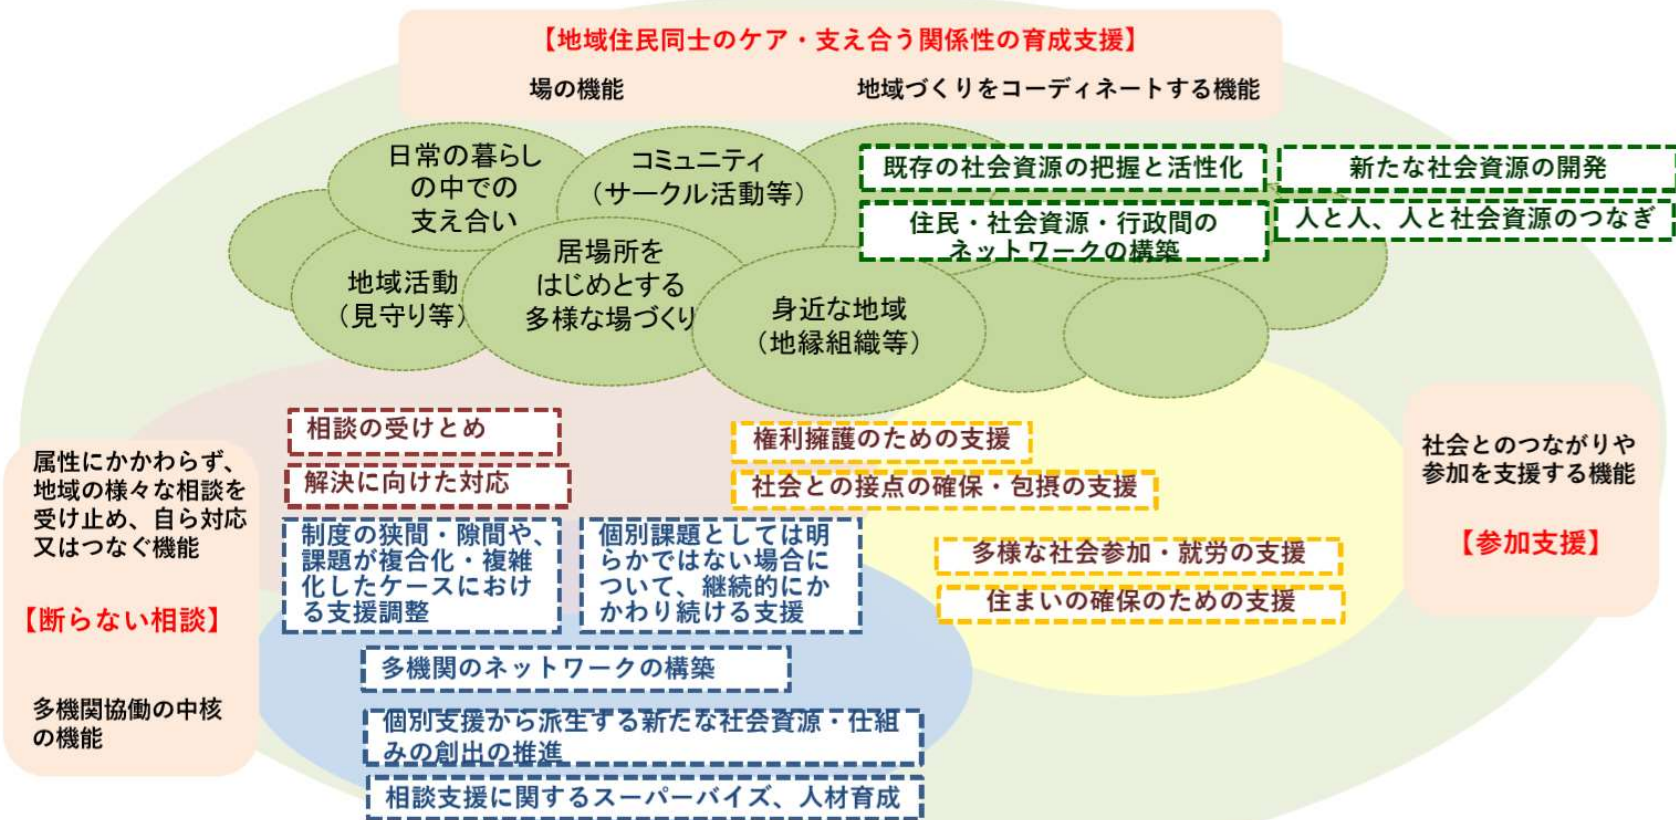 【地域住民同士のケア・支え合う関係性の育成支援】
場の機能
地域づくりをコーディネートする機能
日常の暮らし
の中での
支え合い
コミュニティ
（サークル活動等）
既存の社会資源の把握と活性化
新たな社会資源の開発
住民・社会資源・行政間の
ネットワークの構築
人と人、人と社会資源のつなぎ
地域活動
（見守り等）
居場所を
はじめとする
多様な場づくり
身近な地域
（地縁組織等）
相談の受けとめ
解決に向けた対応
権利擁護のための支援
社会との接点の確保・包摂の支援
属性にかかわらず、
地域の様々な相談を
受け止め、自ら対応
又はつなぐ機能
【断らない相談】
多機関協働の中核
の機能
制度の狭間・隙間や、
課題が複合化・複雑
化したケースにおけ
る支援調整
個別課題としては明
らかではない場合に
ついて、継続的にか
かわり続ける支援
多様な社会参加・就労の支援
住まいの確保のための支援
社会とのつながりや
参加を支援する機能
【参加支援】
多機関のネットワークの構築
個別支援から派生する新たな社会資源・仕組
みの創出の推進
相談支援に関するスーパーバイズ、人材育成